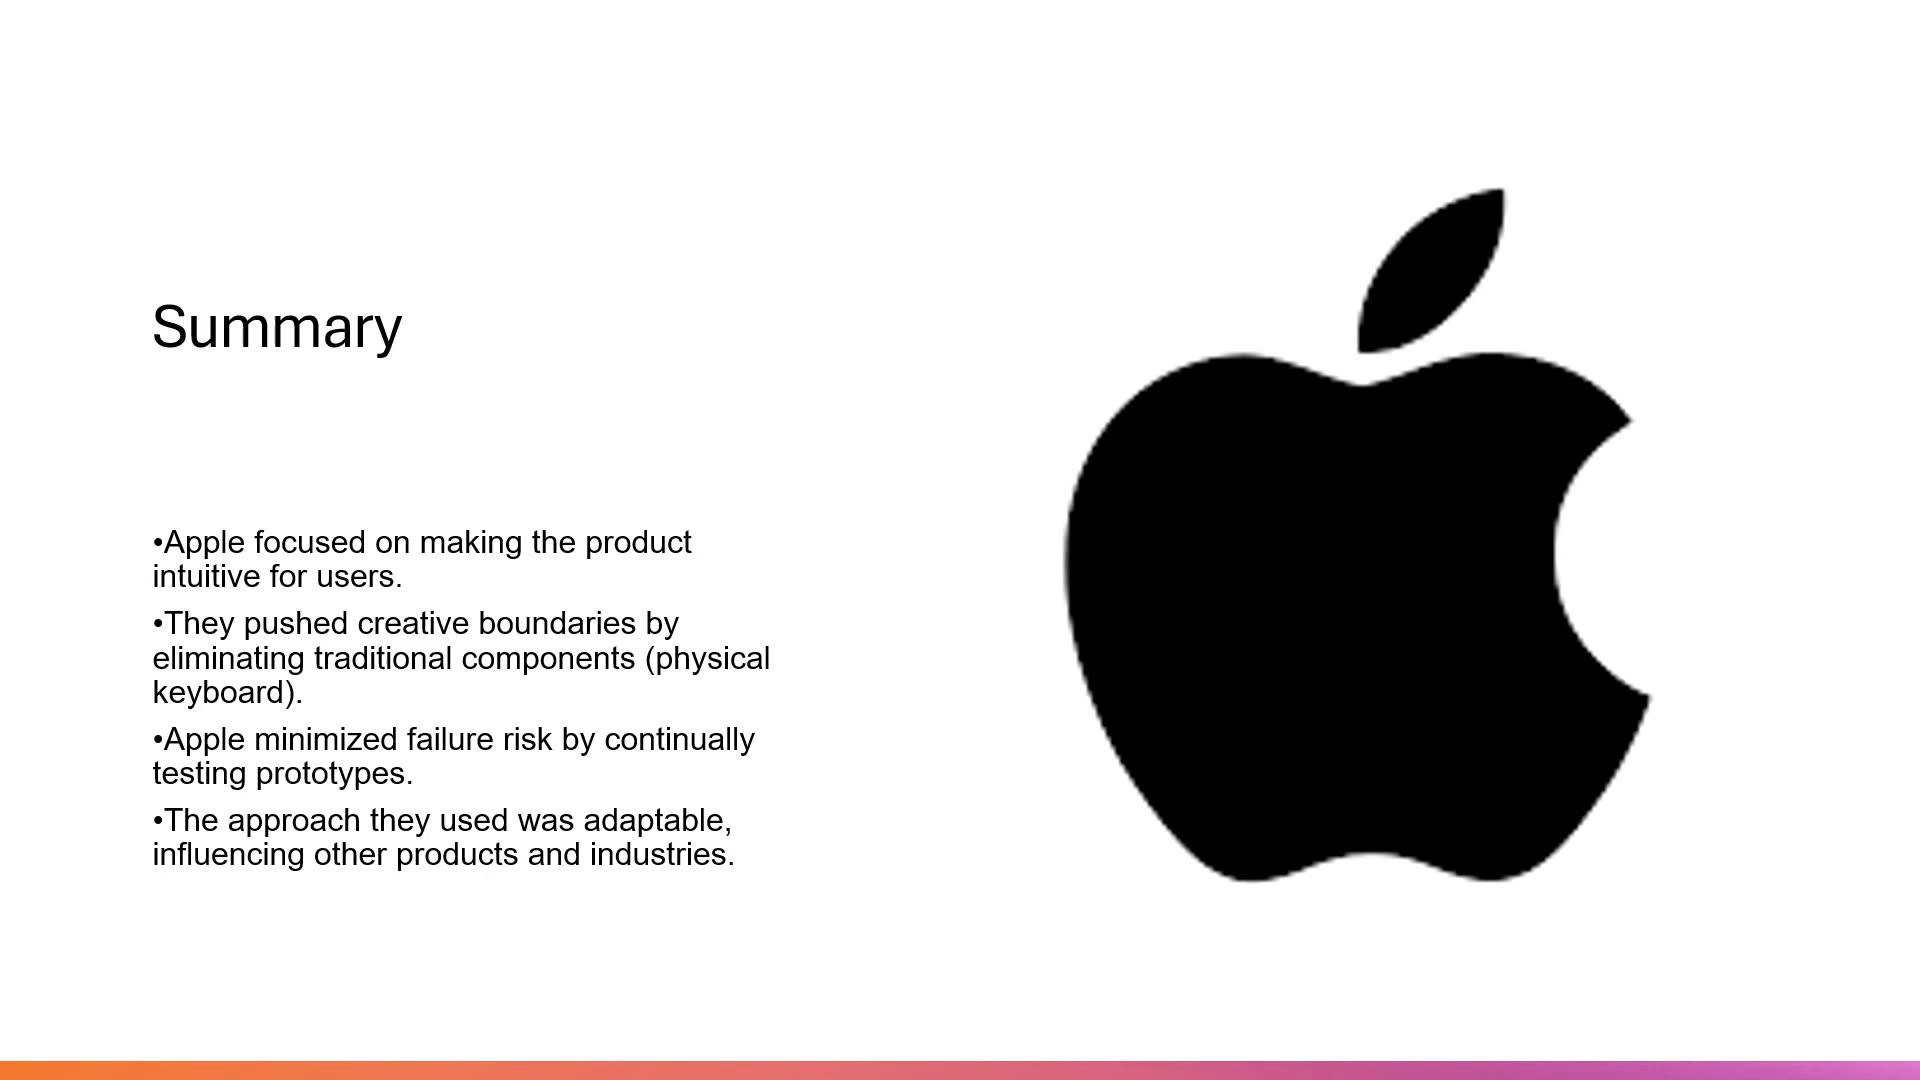 Summary
•Apple focused on making the product
intuitive for users.
•They pushed creative boundaries by
eliminating traditional components (physical
keyboard).
•Apple minimized failure risk by continually
testing prototypes.
•The approach they used was adaptable,
influencing other products and industries.